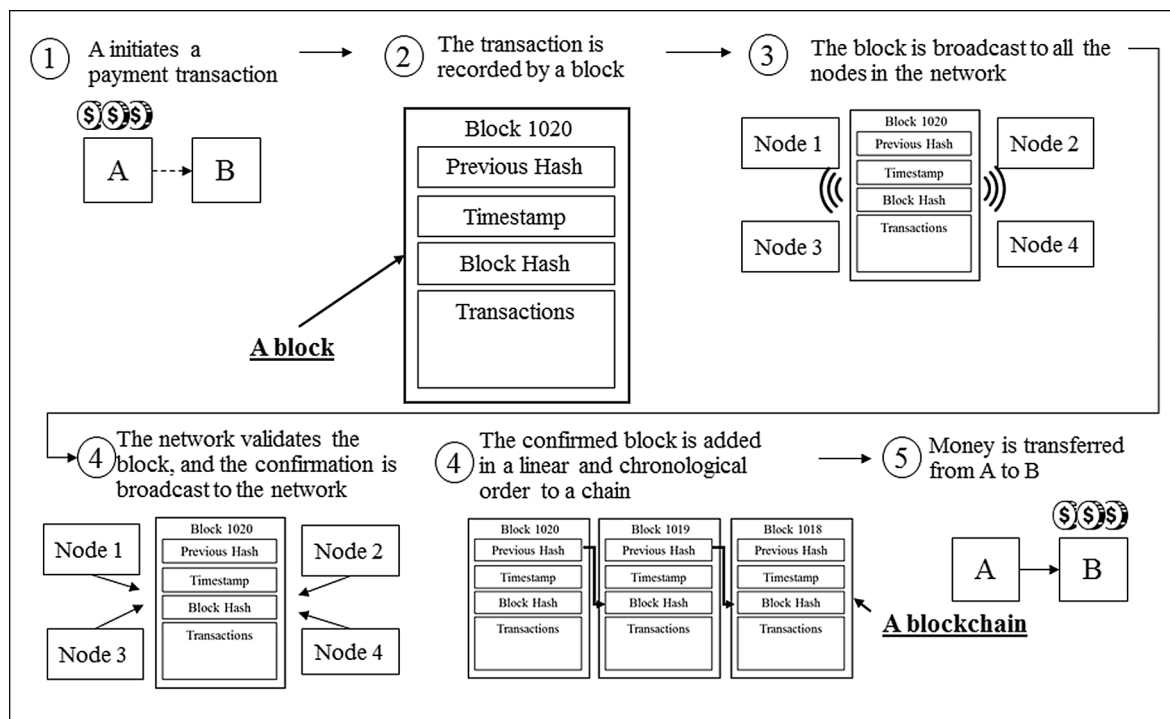 1
A initiates a
payment transaction
$ $ $
A
B
2
The transaction is
recorded by a block
Block 1020
Previous Hash
Timestamp
Block Hash
Transactions
A block
3
The block is broadcast to all the
nodes in the network
Node 1
Node 2
Node 3
Node 4
Block 1020
Previous Hash
Timestamp
Block Hash
Transactions
4
The network validates the
block, and the confirmation is
broadcast to the network
Node 1
Node 2
Node 3
Node 4
Block 1020
Previous Hash
Timestamp
Block Hash
Transactions
4
The confirmed block is added
in a linear and chronological
order to a chain
Block 1020
Previous Hash
Timestamp
Block Hash
Transactions
Block 1019
Previous Hash
Timestamp
Block Hash
Transactions
Block 1018
Previous Hash
Timestamp
Block Hash
Transactions
A blockchain
5
Money is transferred
from A to B
$ $ $
A
B